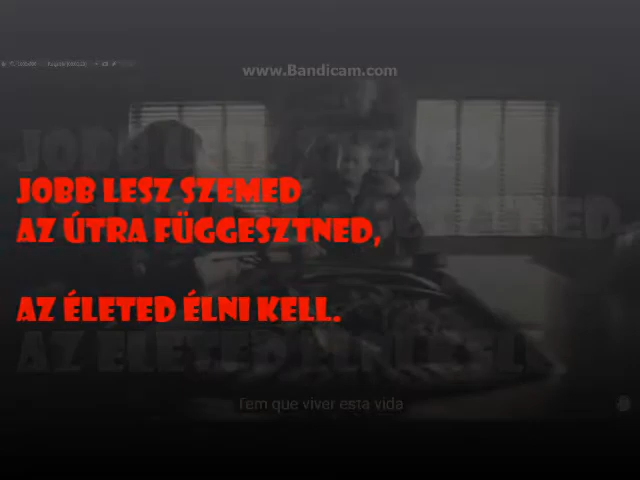 www.Bandicam.com
JOBB LESZ SZEMED
AZ ÚTRA FÜGGESZTNED,
AZ ÉLETED ÉLNI KELL.
Tem que viver esta vida